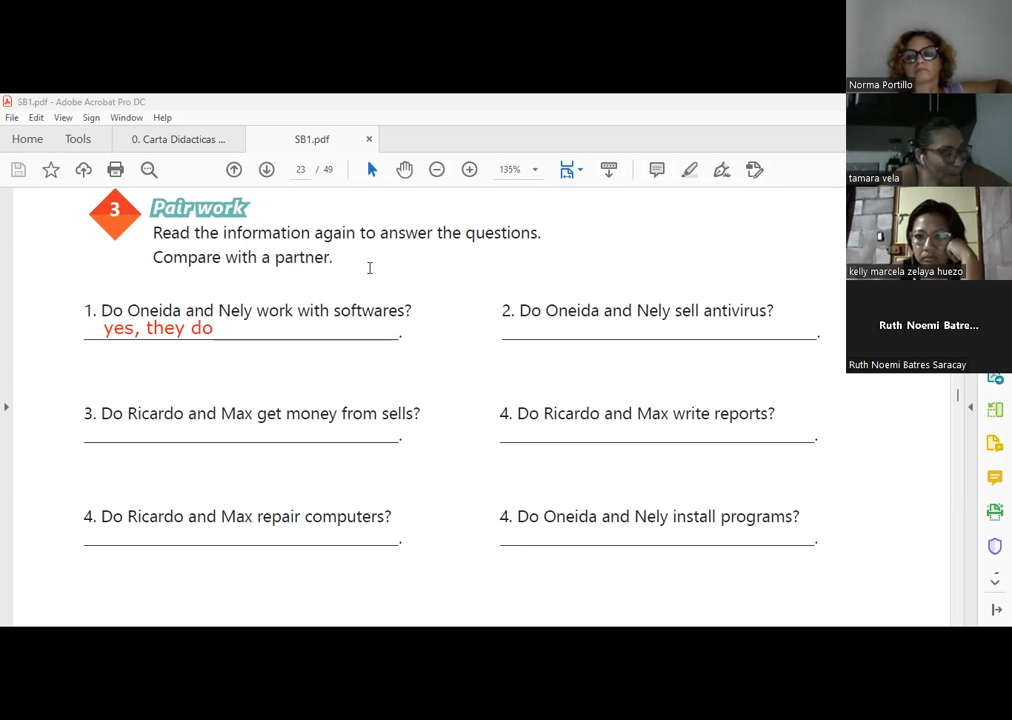 SB1.pdf - Adobe Acrobat Pro DC
File Edit View Window Sign Help
Home Tools 0. Carta Didacticas ... SB1.pdf ×
23 / 49 135%
3 Pair work
Read the information again to answer the questions.
Compare with a partner.
1. Do Oneida and Nely work with softwares?
yes, they do
2. Do Oneida and Nely sell antivirus?
3. Do Ricardo and Max get money from sells?
4. Do Ricardo and Max write reports?
4. Do Ricardo and Max repair computers?
4. Do Oneida and Nely install programs?
Norma Portillo
tamara vela
kelly marcela zelaya huezo
Ruth Noemi Batre...
Ruth Noemi Batres Saracay